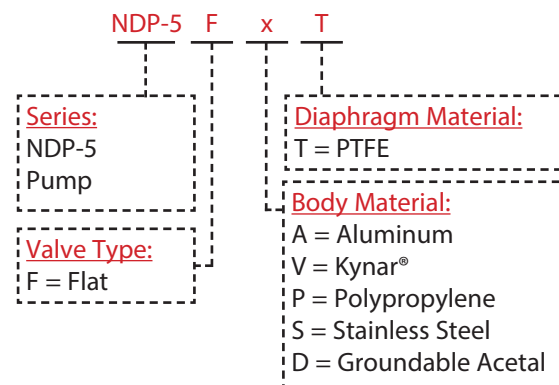 NDP-5 F x T
Series:
NDP-5
Pump
Valve Type:
F = Flat
Diaphragm Material:
T = PTFE
Body Material:
A = Aluminum
V = Kynar®
P = Polypropylene
S = Stainless Steel
D = Groundable Acetal